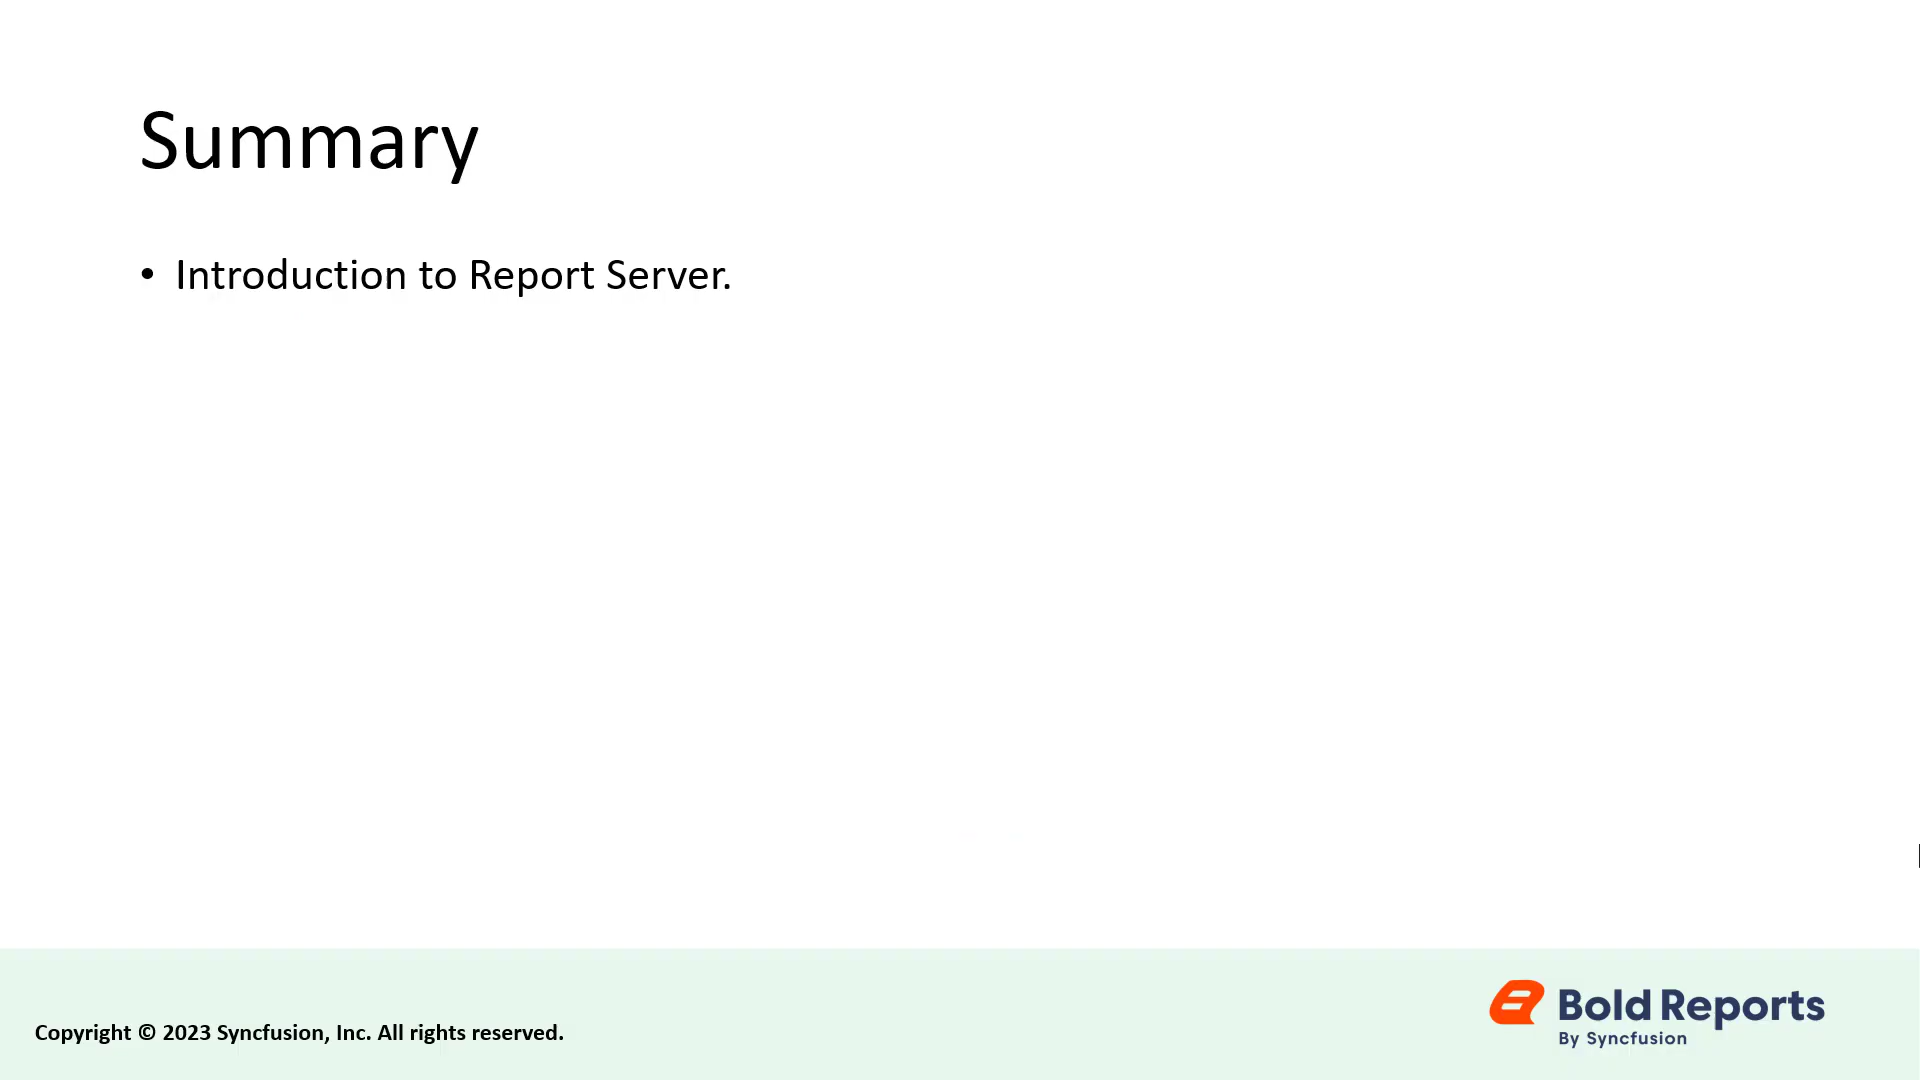 Summary
• Introduction to Report Server.
Copyright © 2023 Syncfusion, Inc. All rights reserved.
Bold Reports
By Syncfusion